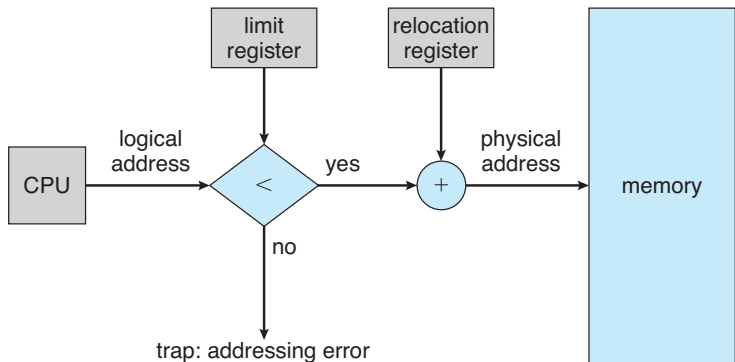 limit
register
relocation
register
logical
address
physical
address
CPU
<
yes
+
memory
no
trap: addressing error